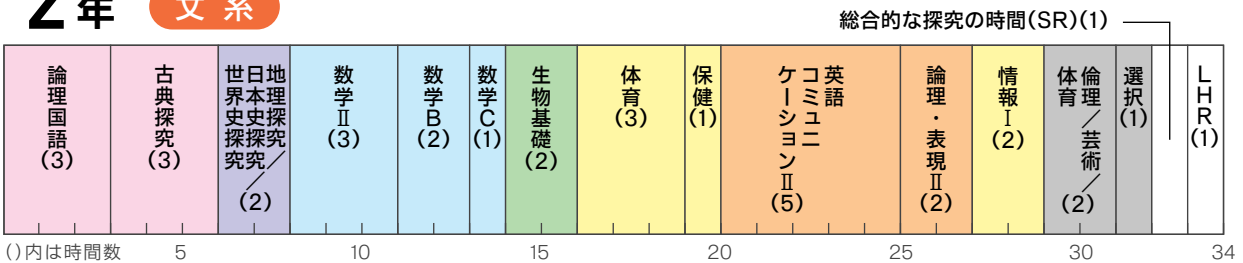 2年 文系
総合的な探究の時間(SR)(1)
論理国語(3)
古典探究(3)
地理探究/日本史探究/世界史探究(2)
数学Ⅱ(3)
数学B(2)
数学C(1)
生物基礎(2)
体育(3)
保健(1)
英語コミュニケーションⅡ(5)
論理・表現Ⅱ(2)
情報Ⅰ(2)
倫理/芸術/体育(2)
選択(1)
LHR(1)
()内は時間数 5 10 15 20 25 30 34